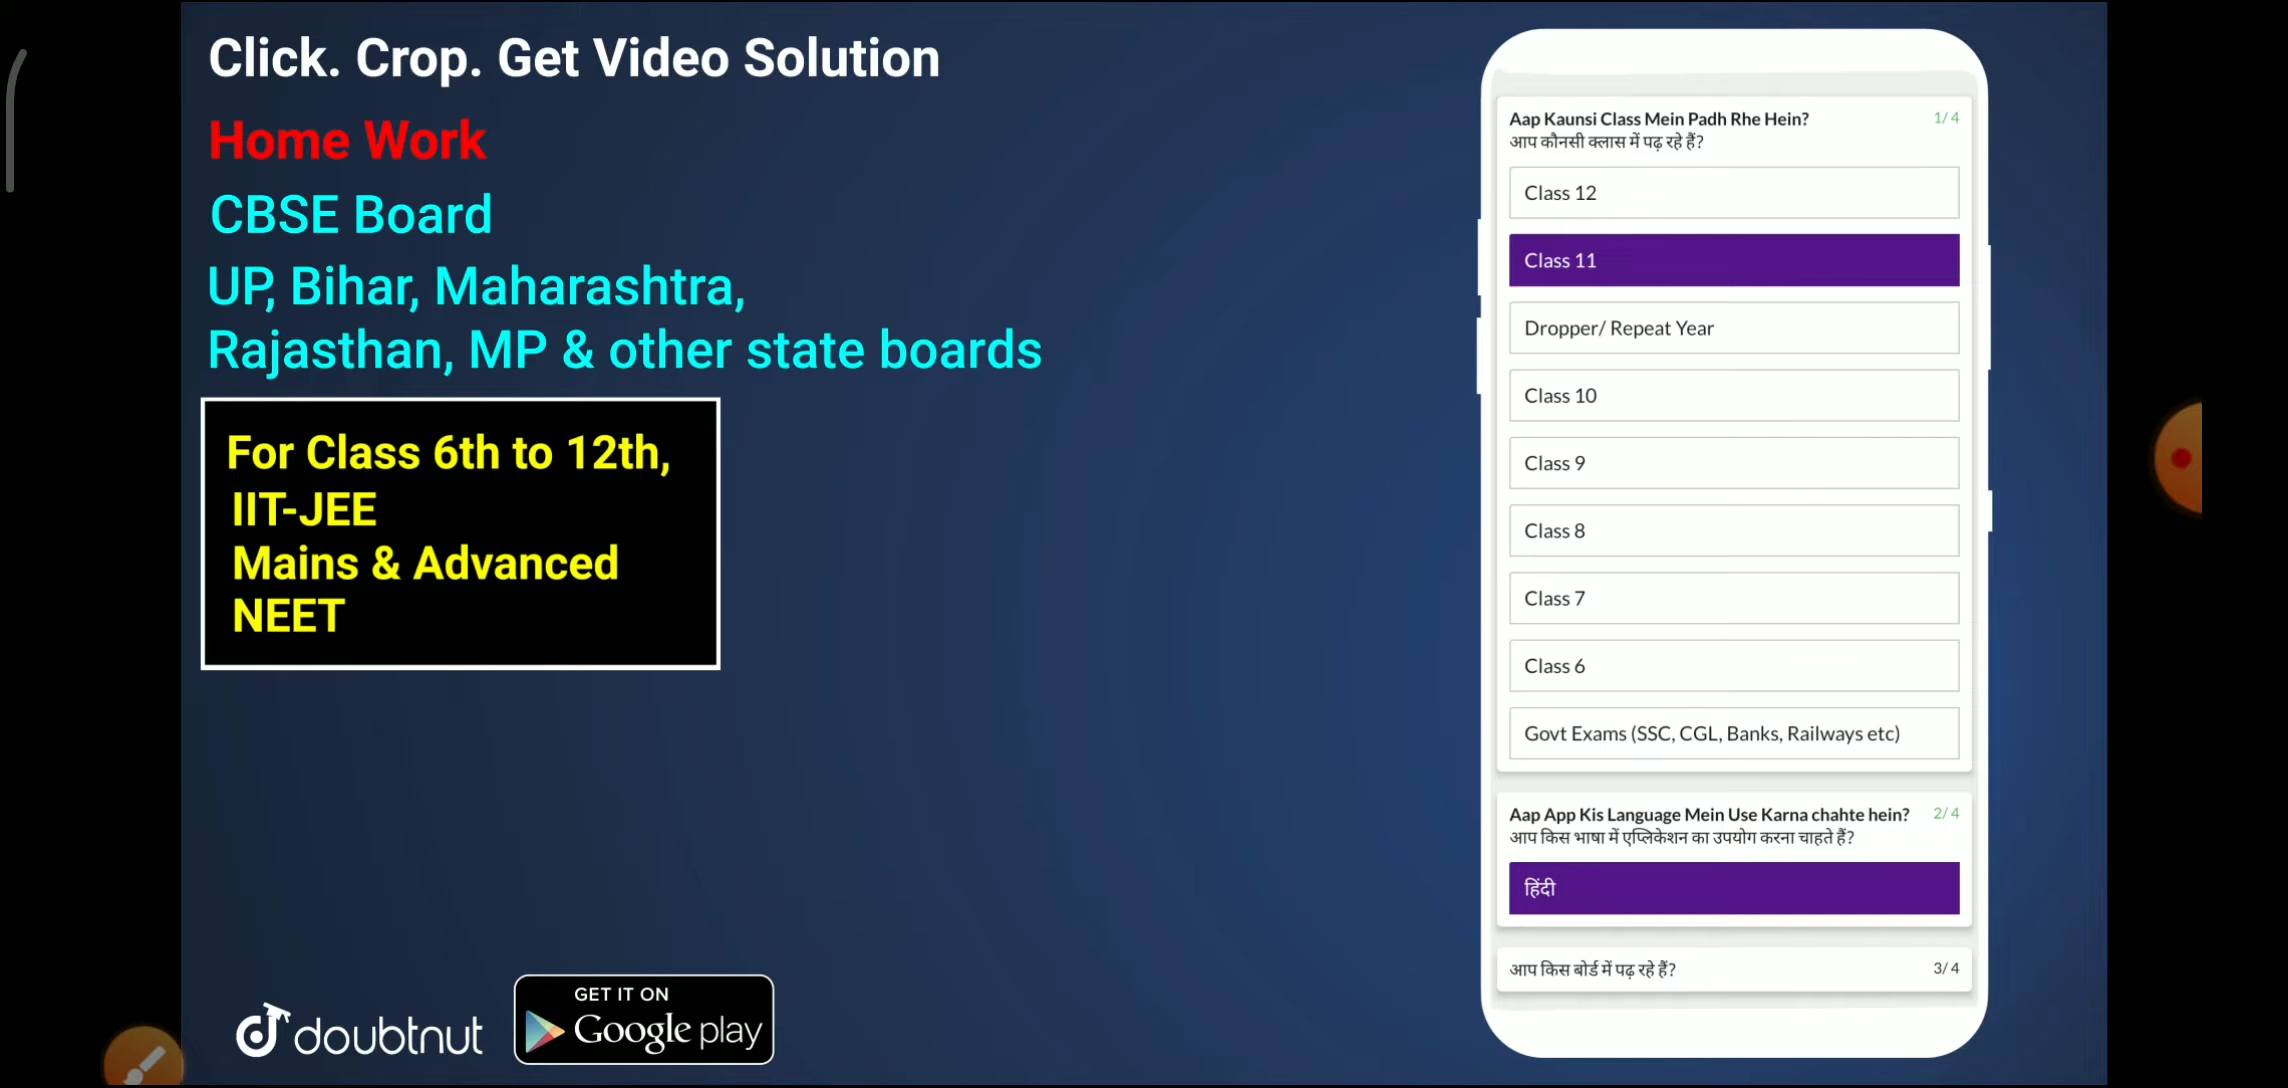 Click. Crop. Get Video Solution
Home Work
CBSE Board
UP, Bihar, Maharashtra,
Rajasthan, MP & other state boards
For Class 6th to 12th,
IIT-JEE
Mains & Advanced
NEET
doubtnut
GET IT ON
Google play
Aap Kaunsi Class Mein Padh Rhe Hein? 1/4
आप कौनसी क्लास में पढ़ रहे हैं?
Class 12
Class 11
Dropper/ Repeat Year
Class 10
Class 9
Class 8
Class 7
Class 6
Govt Exams (SSC, CGL, Banks, Railways etc)
Aap App Kis Language Mein Use Karna chahte hein? 2/4
आप किस भाषा में एप्लिकेशन का उपयोग करना चाहते हैं?
हिंदी
आप किस बोर्ड में पढ़ रहे हैं? 3/4